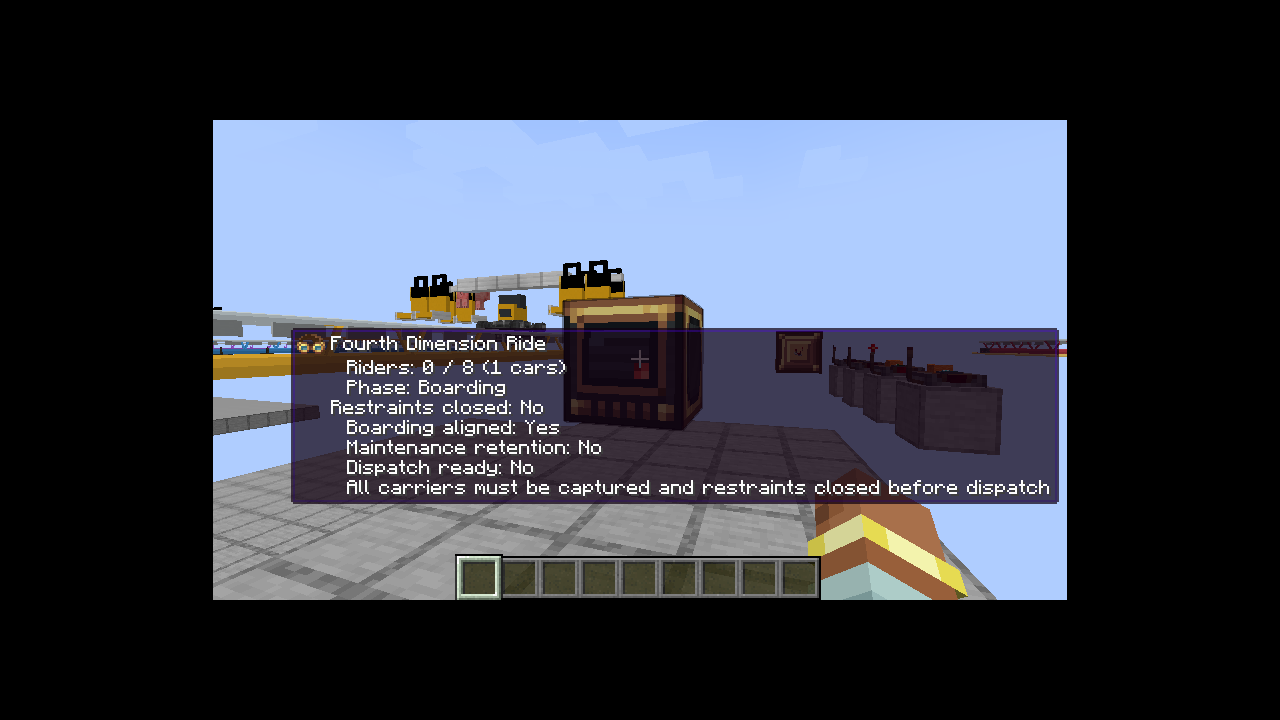 Fourth Dimension Ride
Riders: 0 / 8 (1 cars)
Phase: Boarding
Restraints closed: No
Boarding aligned: Yes
Maintenance retention: No
Dispatch ready: No
All carriers must be captured and restraints closed before dispatch